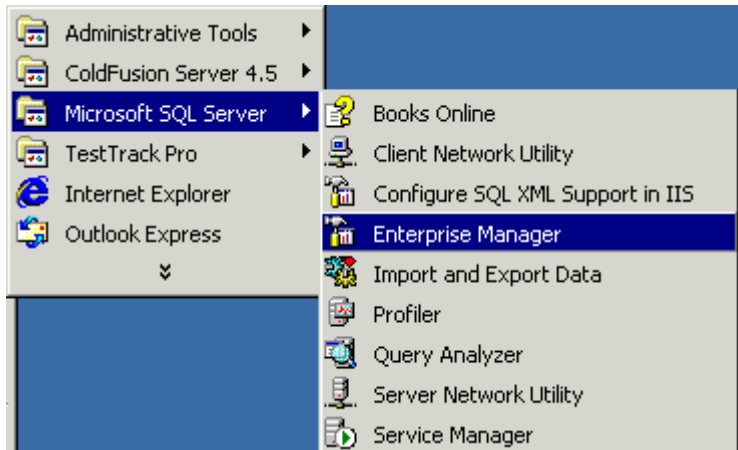 Administrative Tools
ColdFusion Server 4.5
Microsoft SQL Server
TestTrack Pro
Internet Explorer
Outlook Express
Books Online
Client Network Utility
Configure SQL XML Support in IIS
Enterprise Manager
Import and Export Data
Profiler
Query Analyzer
Server Network Utility
Service Manager